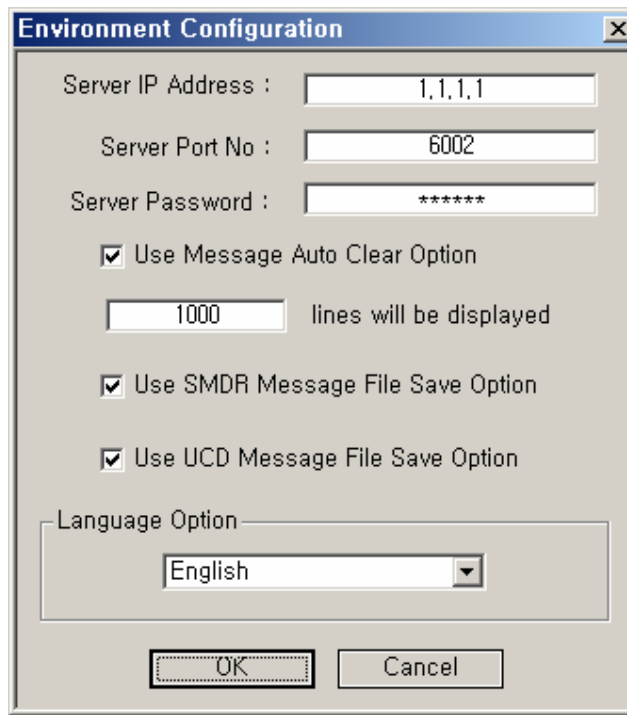 Environment Configuration
Server IP Address : 1,1,1,1
Server Port No : 6002
Server Password : ******
Use Message Auto Clear Option
1000 lines will be displayed
Use SMDR Message File Save Option
Use UCD Message File Save Option
Language Option
English
OK Cancel